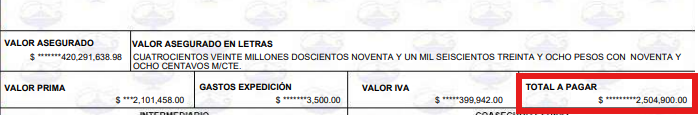 VALOR ASEGURADO
VALOR ASEGURADO EN LETRAS
$ *******420,291,638.98
CUATROCIENTOS VEINTE MILLONES DOSCIENTOS NOVENTA Y UN MIL SEISCIENTOS TREINTA Y OCHO PESOS CON NOVENTA Y
OCHO CENTAVOS M/CTE.
VALOR PRIMA
GASTOS EXPEDICIÓN
VALOR IVA
TOTAL A PAGAR
$ ***2,101,458.00
$ *******3,500.00
$ *****399,942.00
$ *********2,504,900.00
INTERMEDIARIO